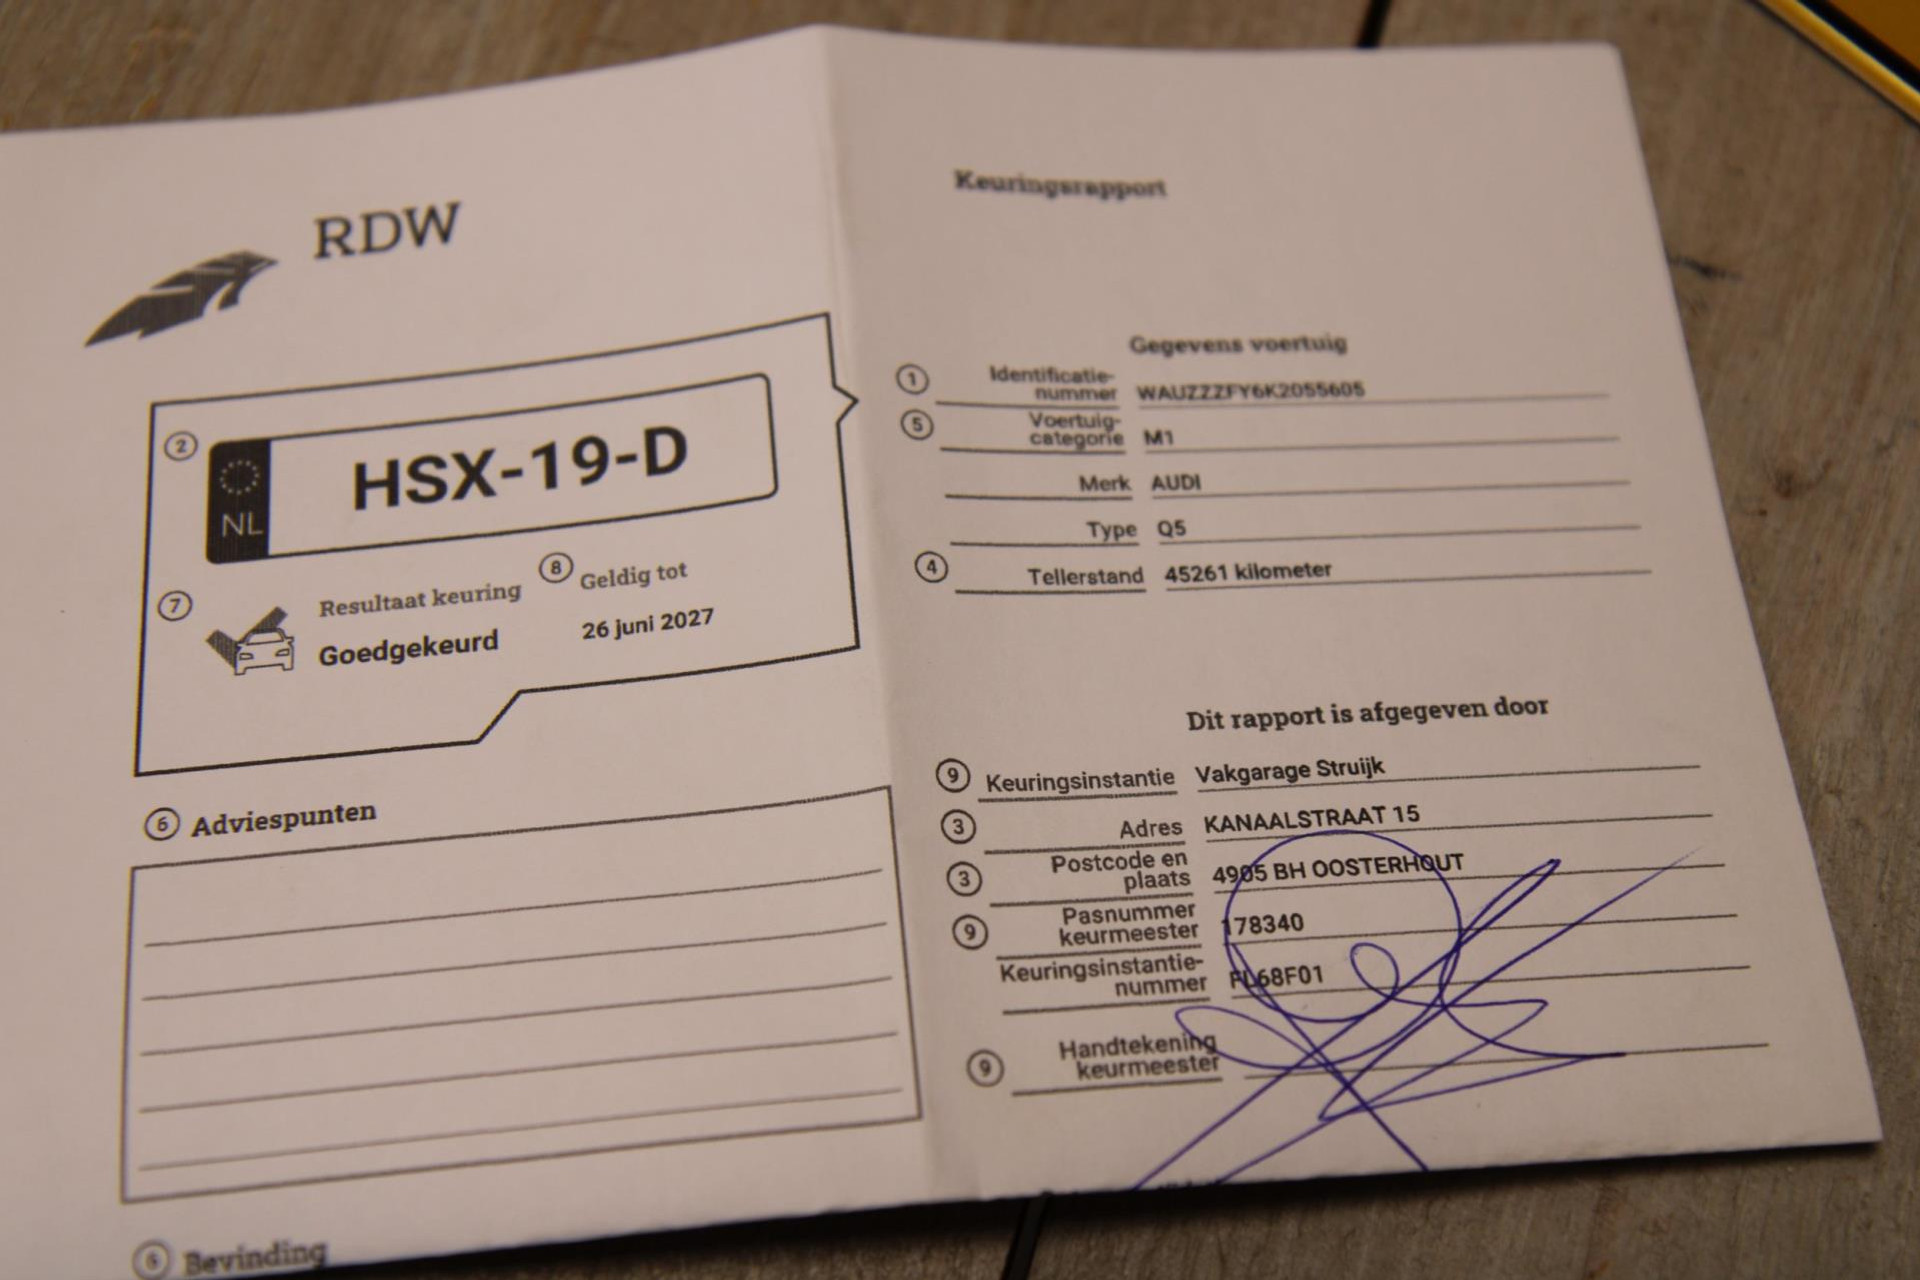 RDW
2
NL
HSX-19-D
7
Resultaat keuring
Goedgekeurd
8
Geldig tot
26 juni 2027
6 Adviespunten
6 Bevinding
Keuringsrapport
Gegevens voertuig
1 Identificatie-
nummer WAUZZZFY6K2055605
5 Voertuig-
categorie M1
Merk AUDI
Type Q5
4 Tellerstand 45261 kilometer
Dit rapport is afgegeven door
9 Keuringsinstantie Vakgarage Struijk
3 Adres KANAALSTRAAT 15
3 Postcode en
plaats 4905 BH OOSTERHOUT
9 Pasnummer
keurmeester 178340
Keuringsinstantie-
nummer FL68F01
9 Handtekening
keurmeester